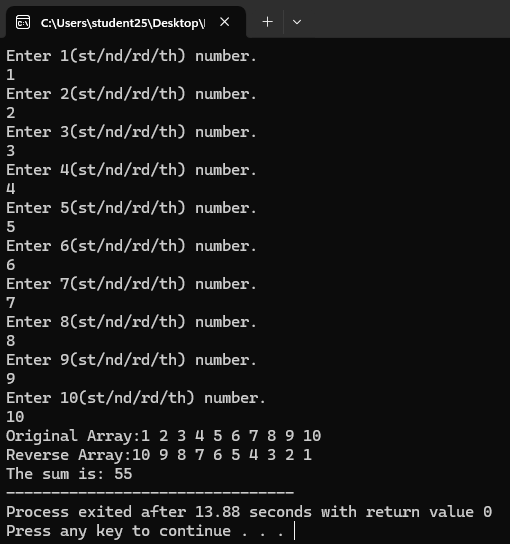 C:\Users\student25\Desktop\
Enter 1(st/nd/rd/th) number.
1
Enter 2(st/nd/rd/th) number.
2
Enter 3(st/nd/rd/th) number.
3
Enter 4(st/nd/rd/th) number.
4
Enter 5(st/nd/rd/th) number.
5
Enter 6(st/nd/rd/th) number.
6
Enter 7(st/nd/rd/th) number.
7
Enter 8(st/nd/rd/th) number.
8
Enter 9(st/nd/rd/th) number.
9
Enter 10(st/nd/rd/th) number.
10
Original Array:1 2 3 4 5 6 7 8 9 10
Reverse Array:10 9 8 7 6 5 4 3 2 1
The sum is: 55
--------------------------------
Process exited after 13.88 seconds with return value 0
Press any key to continue . . .